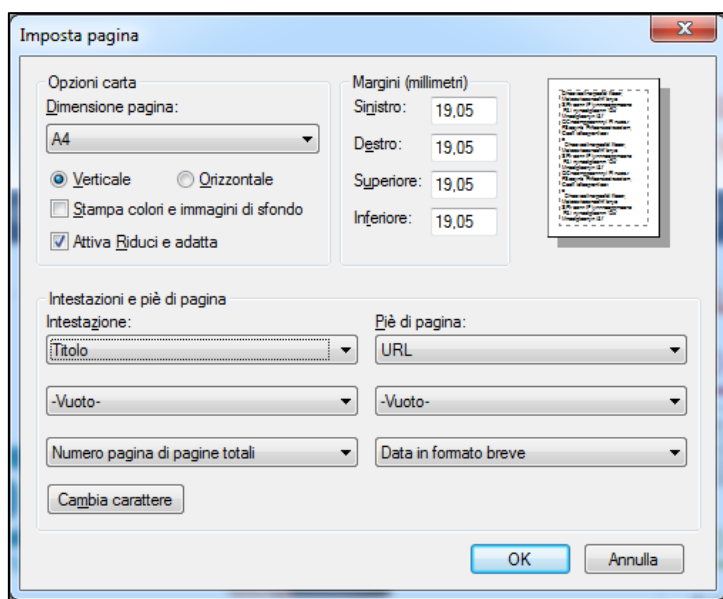 Imposta pagina
Opzioni carta
Dimensione pagina:
A4
Verticale
Orizzontale
Stampa colori e immagini di sfondo
Attiva Riduci e adatta
Margini (millimetri)
Sinistro: 19,05
Destro: 19,05
Superiore: 19,05
Inferiore: 19,05
Intestazioni e piè di pagina
Intestazione: Piè di pagina:
Titolo URL
-Vuoto- -Vuoto-
Numero pagina di pagine totali Data in formato breve
Cambia carattere
OK Annulla